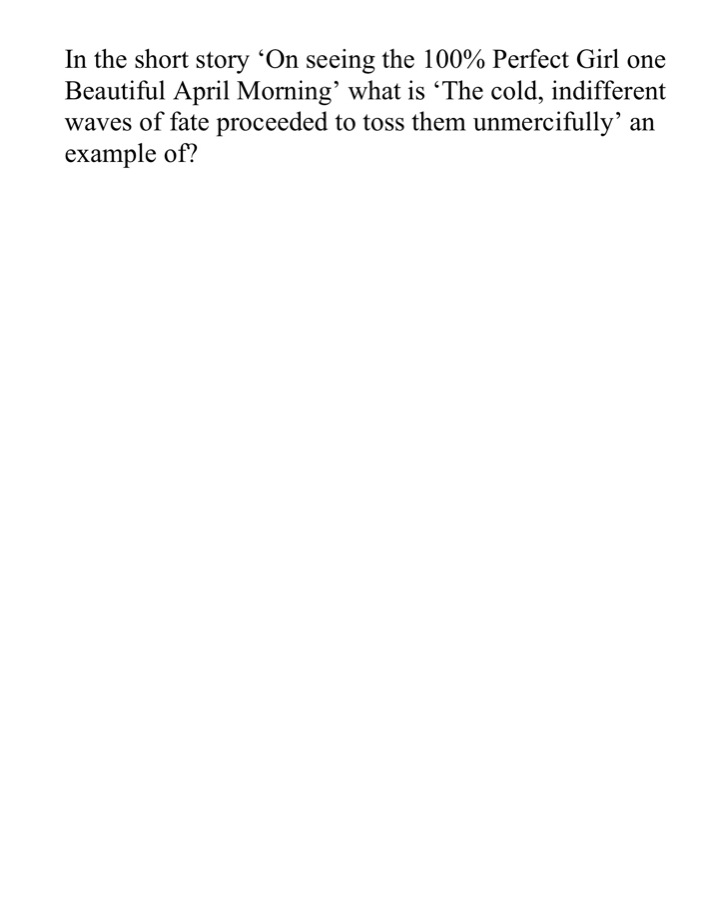 In the short story ‘On seeing the 100% Perfect Girl one
Beautiful April Morning’ what is ‘The cold, indifferent
waves of fate proceeded to toss them unmercifully’ an
example of?